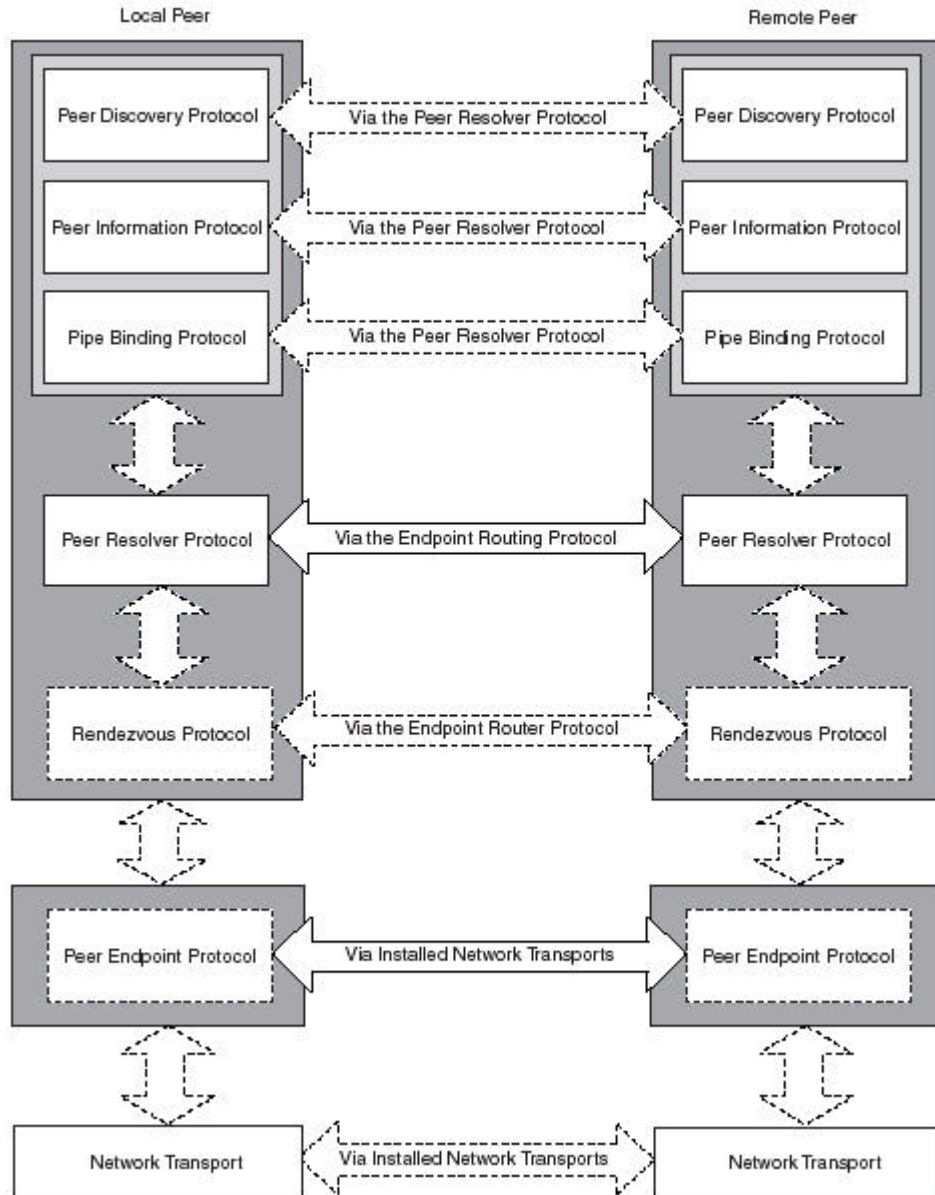 Local Peer
Remote Peer
Peer Discovery Protocol
Via the Peer Resolver Protocol
Peer Discovery Protocol
Peer Information Protocol
Via the Peer Resolver Protocol
Peer Information Protocol
Pipe Binding Protocol
Via the Peer Resolver Protocol
Pipe Binding Protocol
Peer Resolver Protocol
Via the Endpoint Routing Protocol
Peer Resolver Protocol
Rendezvous Protocol
Via the Endpoint Router Protocol
Rendezvous Protocol
Peer Endpoint Protocol
Via Installed Network Transports
Peer Endpoint Protocol
Network Transport
Via Installed Network Transports
Network Transport